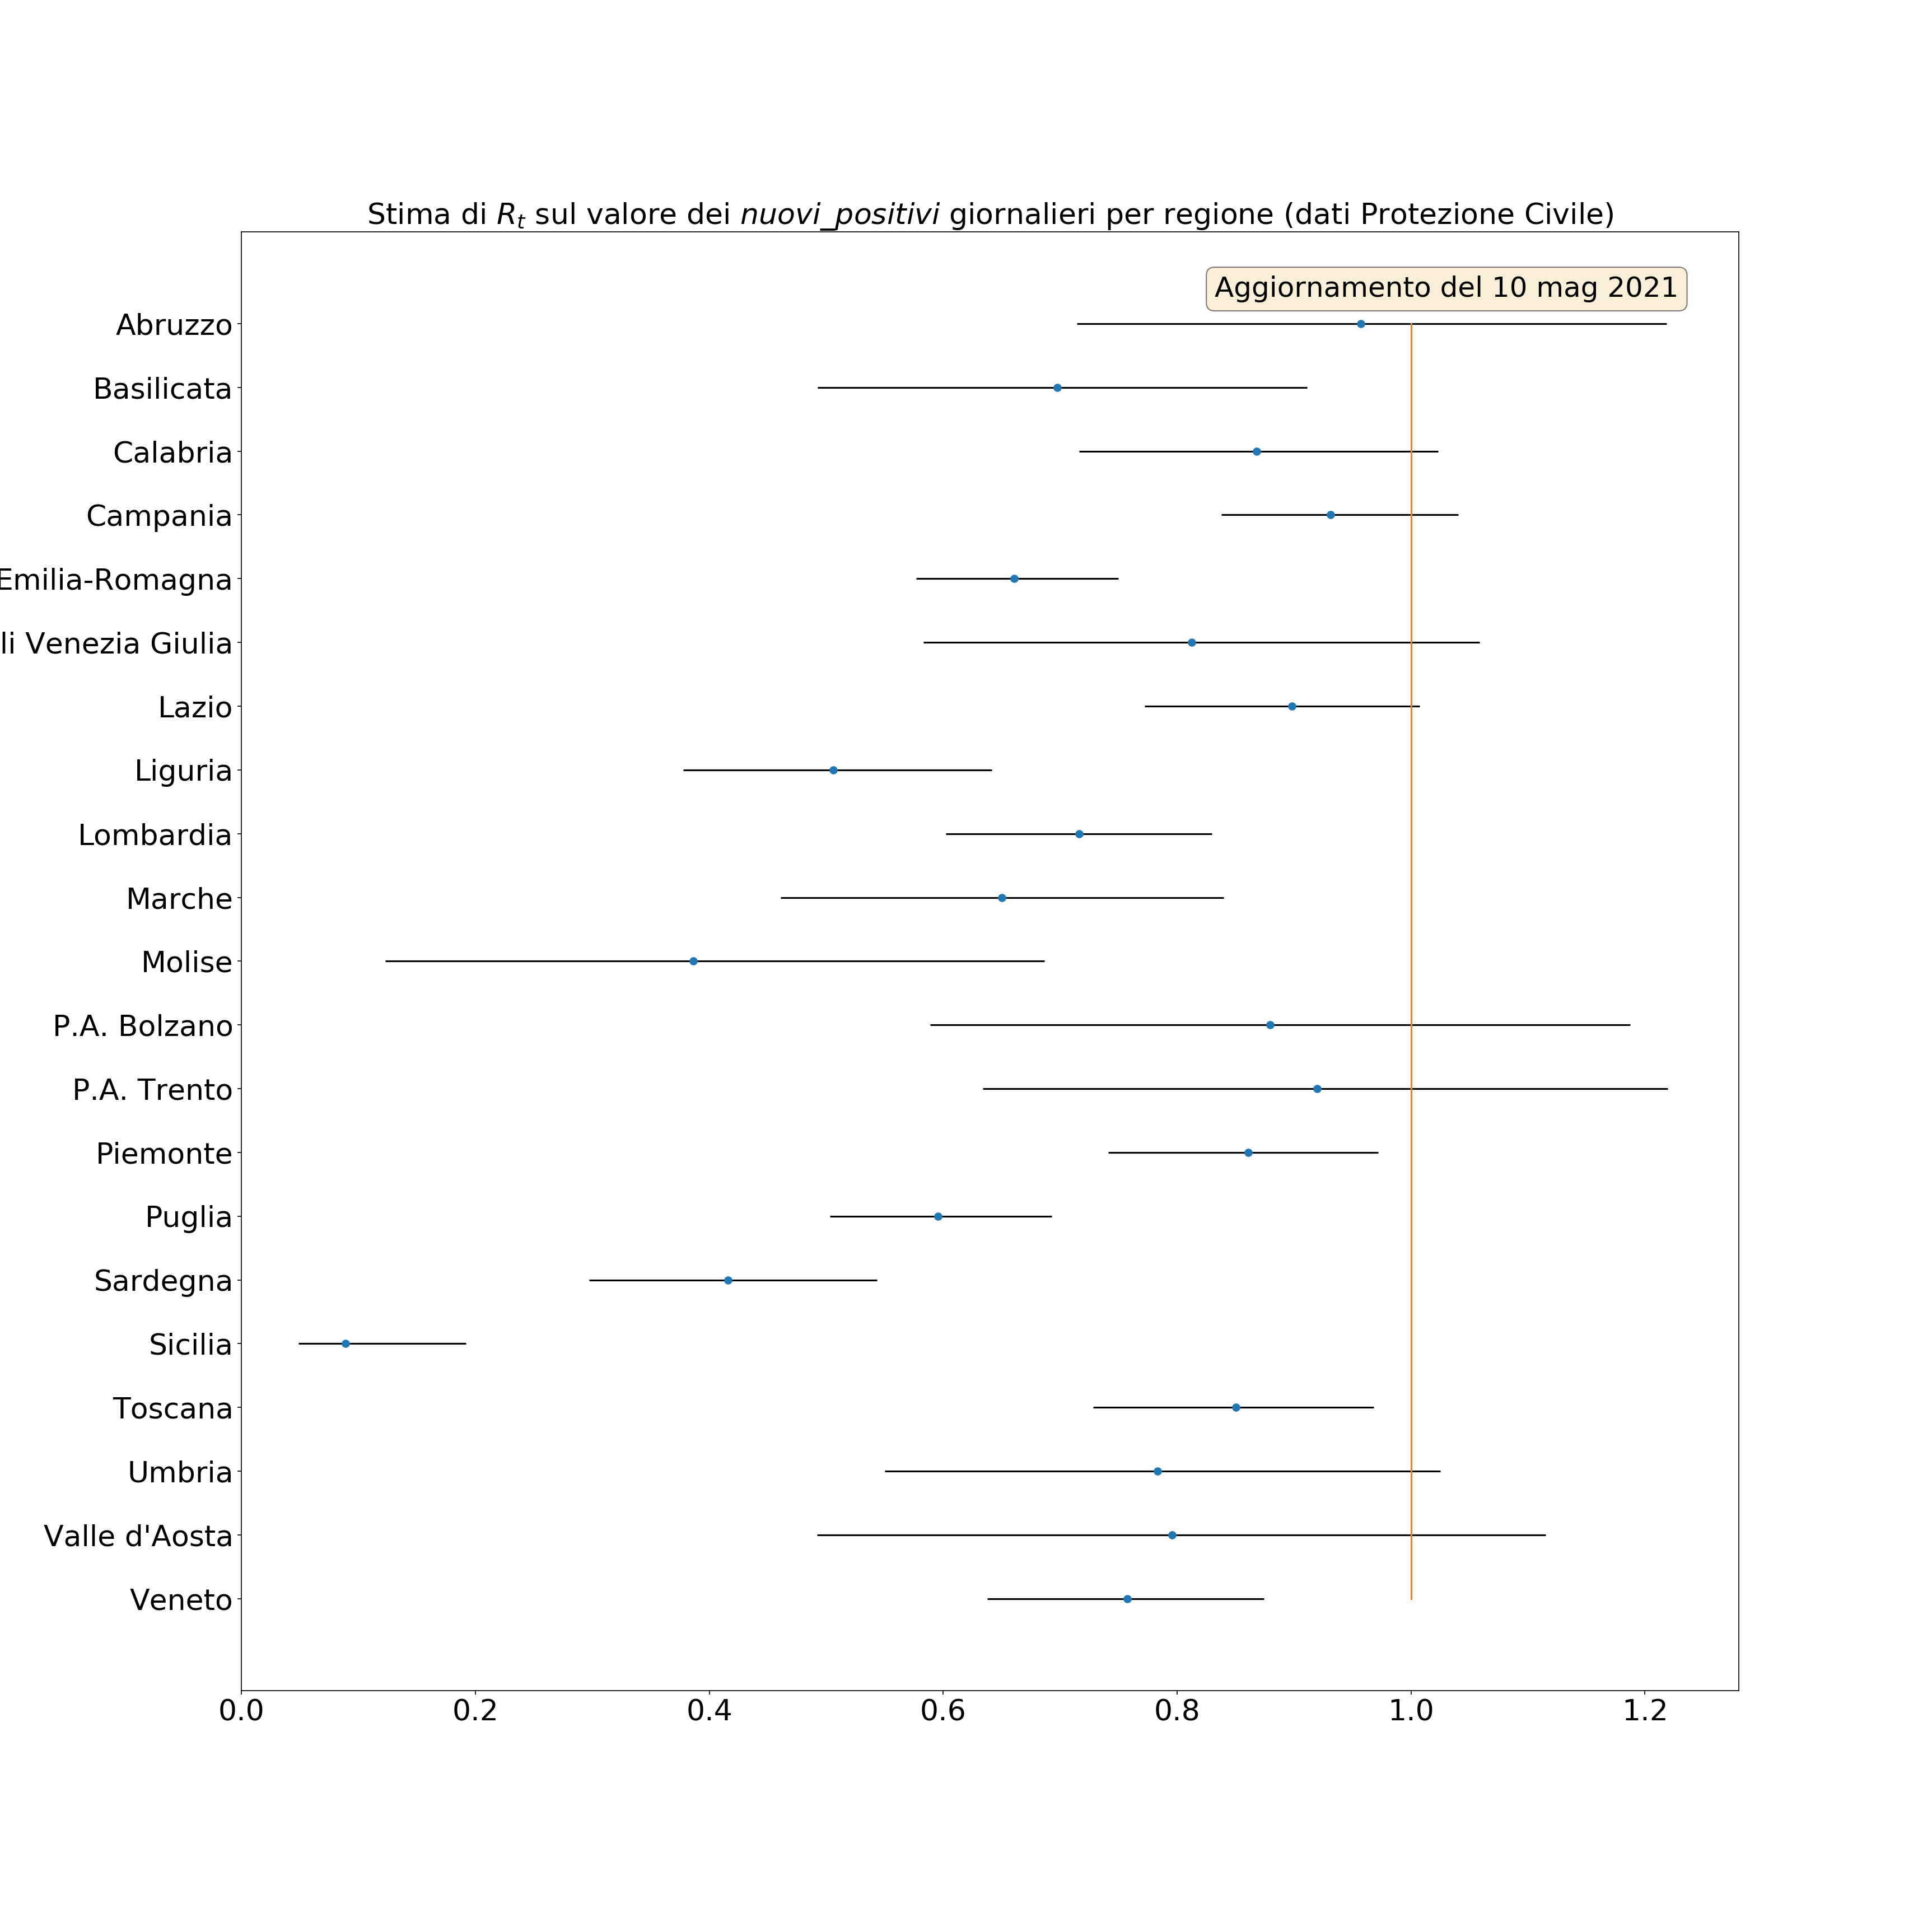 Stima di Rt sul valore dei nuovi_positivi giornalieri per regione (dati Protezione Civile)
Aggiornamento del 10 mag 2021
Abruzzo
Basilicata
Calabria
Campania
Emilia-Romagna
li Venezia Giulia
Lazio
Liguria
Lombardia
Marche
Molise
P.A. Bolzano
P.A. Trento
Piemonte
Puglia
Sardegna
Sicilia
Toscana
Umbria
Valle d'Aosta
Veneto
0.0 0.2 0.4 0.6 0.8 1.0 1.2